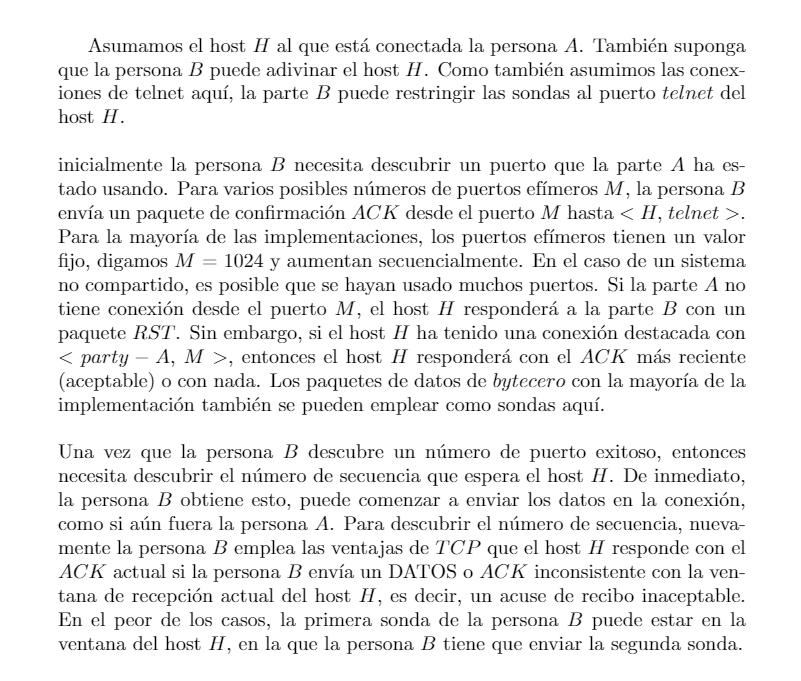 Asumamos el host H al que está conectada la persona A. También suponga
que la persona B puede adivinar el host H. Como también asumimos las conex-
iones de telnet aquí, la parte B puede restringir las sondas al puerto telnet del
host H.
inicialmente la persona B necesita descubrir un puerto que la parte A ha es-
tado usando. Para varios posibles números de puertos efímeros M, la persona B
envía un paquete de confirmación ACK desde el puerto M hasta < H, telnet >.
Para la mayoría de las implementaciones, los puertos efímeros tienen un valor
fijo, digamos M = 1024 y aumentan secuencialmente. En el caso de un sistema
no compartido, es posible que se hayan usado muchos puertos. Si la parte A no
tiene conexión desde el puerto M, el host H responderá a la parte B con un
paquete RST. Sin embargo, si el host H ha tenido una conexión destacada con
< party − A, M >, entonces el host H responderá con el ACK más reciente
(aceptable) o con nada. Los paquetes de datos de bytecero con la mayoría de la
implementación también se pueden emplear como sondas aquí.
Una vez que la persona B descubre un número de puerto exitoso, entonces
necesita descubrir el número de secuencia que espera el host H. De inmediato,
la persona B obtiene esto, puede comenzar a enviar los datos en la conexión,
como si aún fuera la persona A. Para descubrir el número de secuencia, nueva-
mente la persona B emplea las ventajas de TCP que el host H responde con el
ACK actual si la persona B envía un DATOS o ACK inconsistente con la ven-
tana de recepción actual del host H, es decir, un acuse de recibo inaceptable.
En el peor de los casos, la primera sonda de la persona B puede estar en la
ventana del host H, en la que la persona B tiene que enviar la segunda sonda.